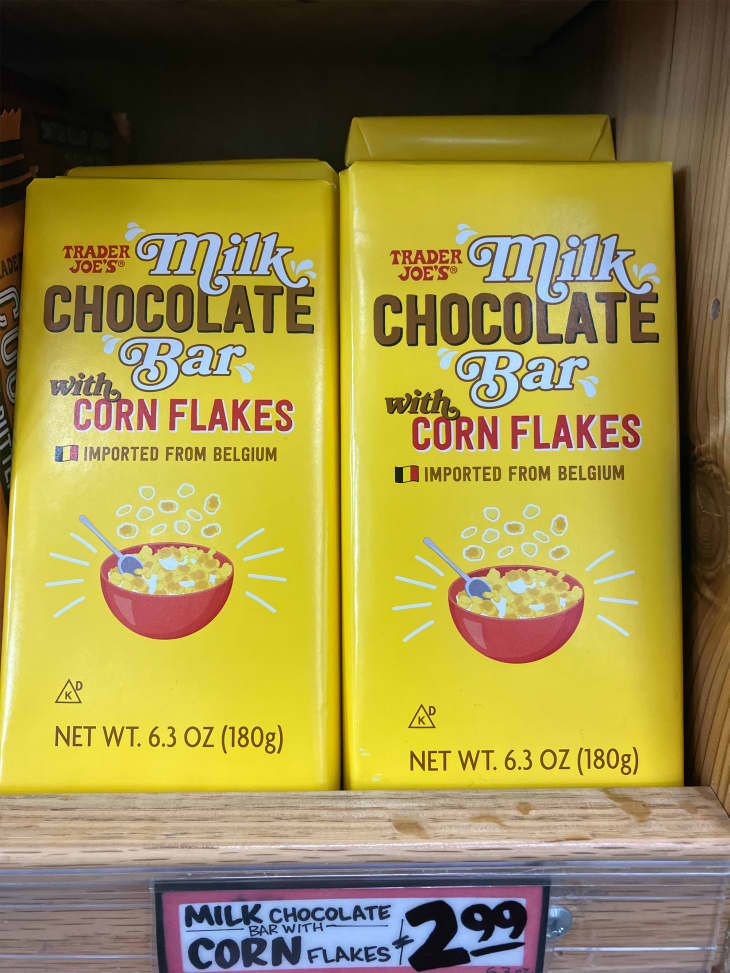 TRADER JOE'S® Milk
CHOCOLATE
Bar
with
CORN FLAKES
IMPORTED FROM BELGIUM
K D
NET WT. 6.3 OZ (180g)
TRADER JOE'S® Milk
CHOCOLATE
Bar
with
CORN FLAKES
IMPORTED FROM BELGIUM
K D
NET WT. 6.3 OZ (180g)
MILK CHOCOLATE
BAR WITH
CORN FLAKES
$2.99